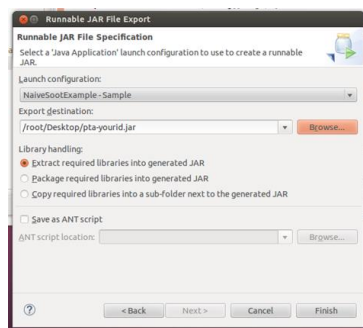 Runnable JAR File Export
Runnable JAR File Specification
Select a 'Java Application' launch configuration to use to create a runnable
JAR.
Launch configuration:
NaiveSootExample - Sample
Export destination:
/root/Desktop/pta-yourid.jar
Browse...
Library handling:
Extract required libraries into generated JAR
Package required libraries into generated JAR
Copy required libraries into a sub-folder next to the generated JAR
Save as ANT script
ANT script location:
Browse...
< Back
Next >
Cancel
Finish